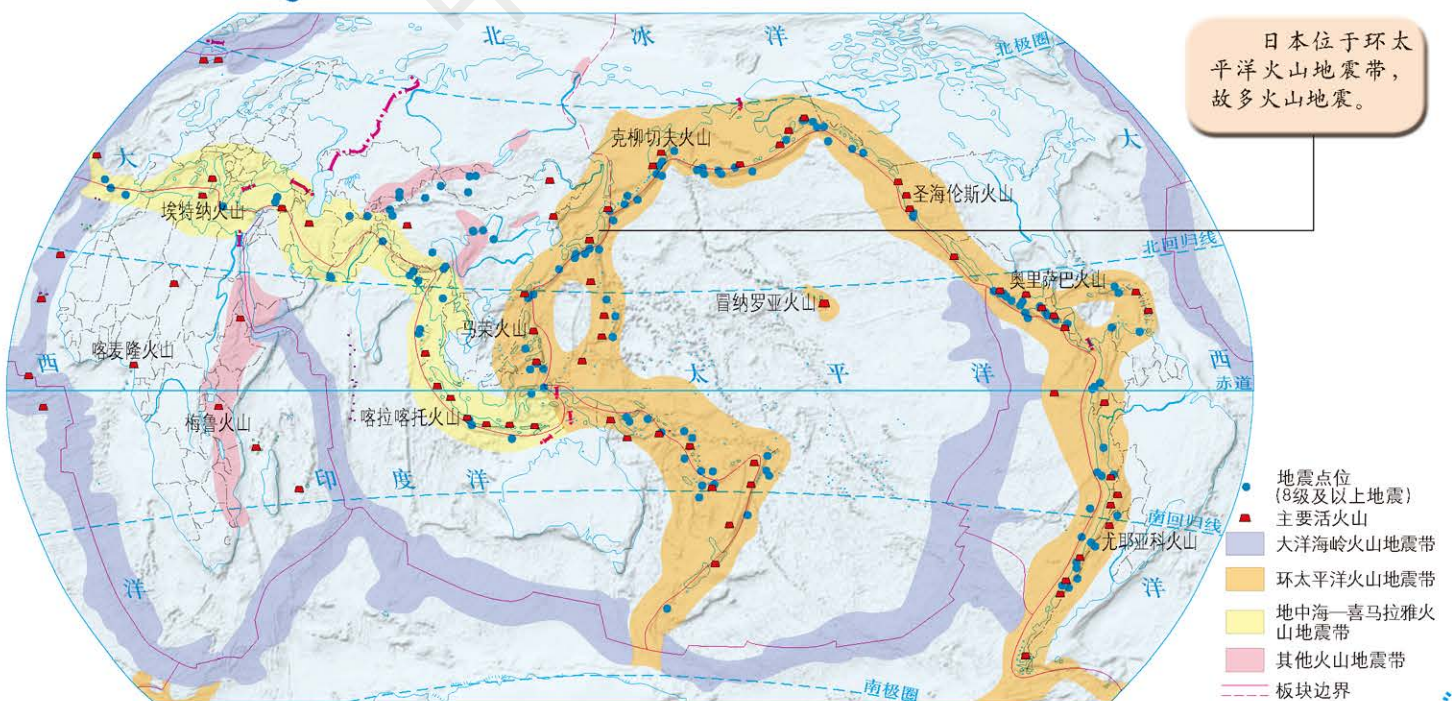 北冰洋
北极圈
日本位于环太
平洋火山地震带，
故多火山地震。
大
大
克柳切夫火山
圣海伦斯火山
埃特纳火山
北回归线
奥里萨巴火山
冒纳罗亚火山
马荣火山
喀麦隆火山
西
太平洋
西
赤道
梅鲁火山
喀拉喀托火山
印度洋
地震点位
(8级及以上地震)
主要活火山
南回归线
尤耶亚科火山
大洋海岭火山地震带
洋
洋
环太平洋火山地震带
地中海—喜马拉雅火
山地震带
其他火山地震带
南极圈
板块边界